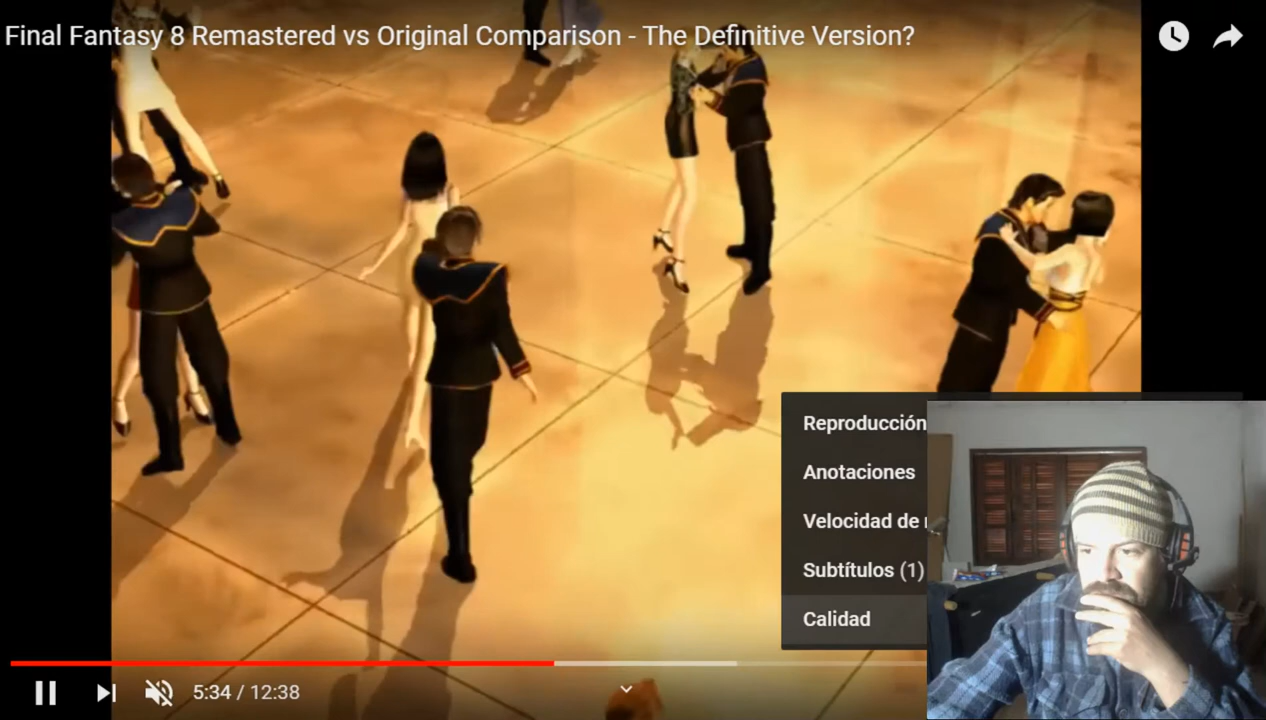 Final Fantasy 8 Remastered vs Original Comparison - The Definitive Version?
Reproducción
Anotaciones
Velocidad de
Subtítulos (1)
Calidad
5:34 / 12:38